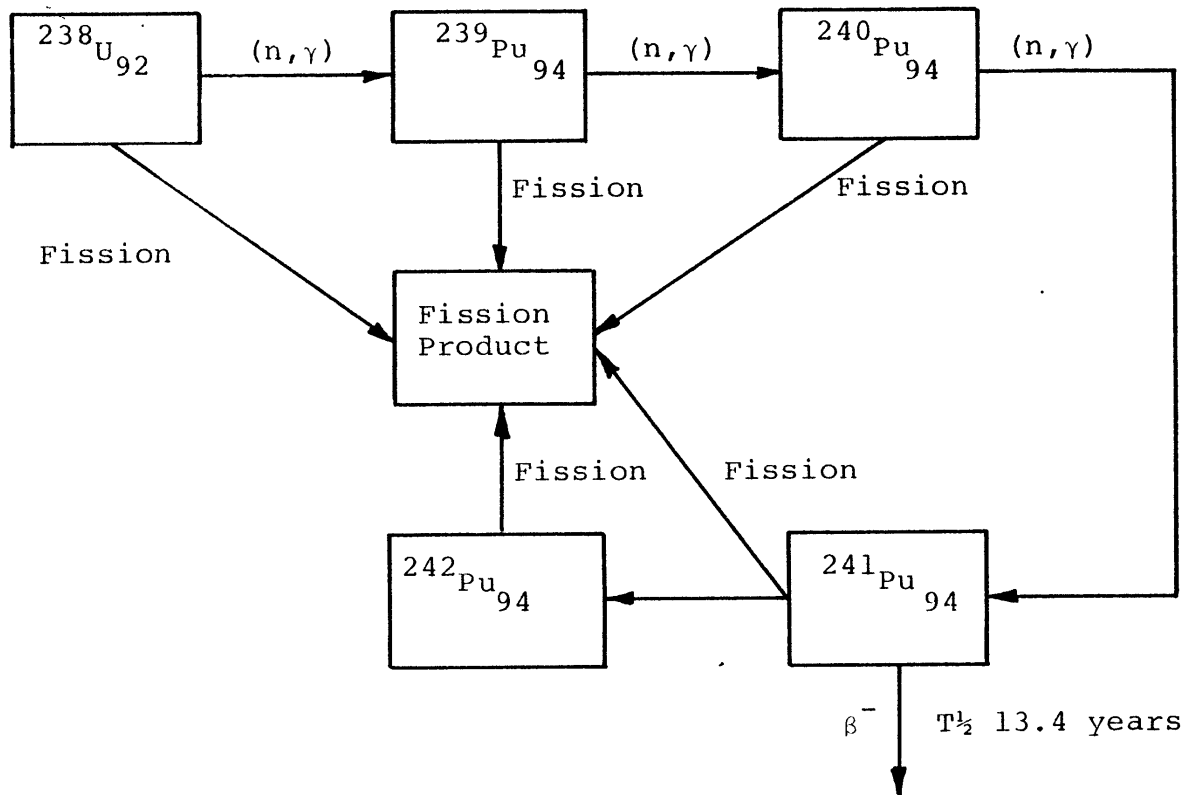 ²³⁸U₉₂
(n,γ)
²³⁹Pu₉₄
(n,γ)
²⁴⁰Pu₉₄
(n,γ)
Fission
Fission
Fission
Fission
Product
Fission
Fission
²⁴²Pu₉₄
²⁴¹Pu₉₄
β⁻ T½ 13.4 years